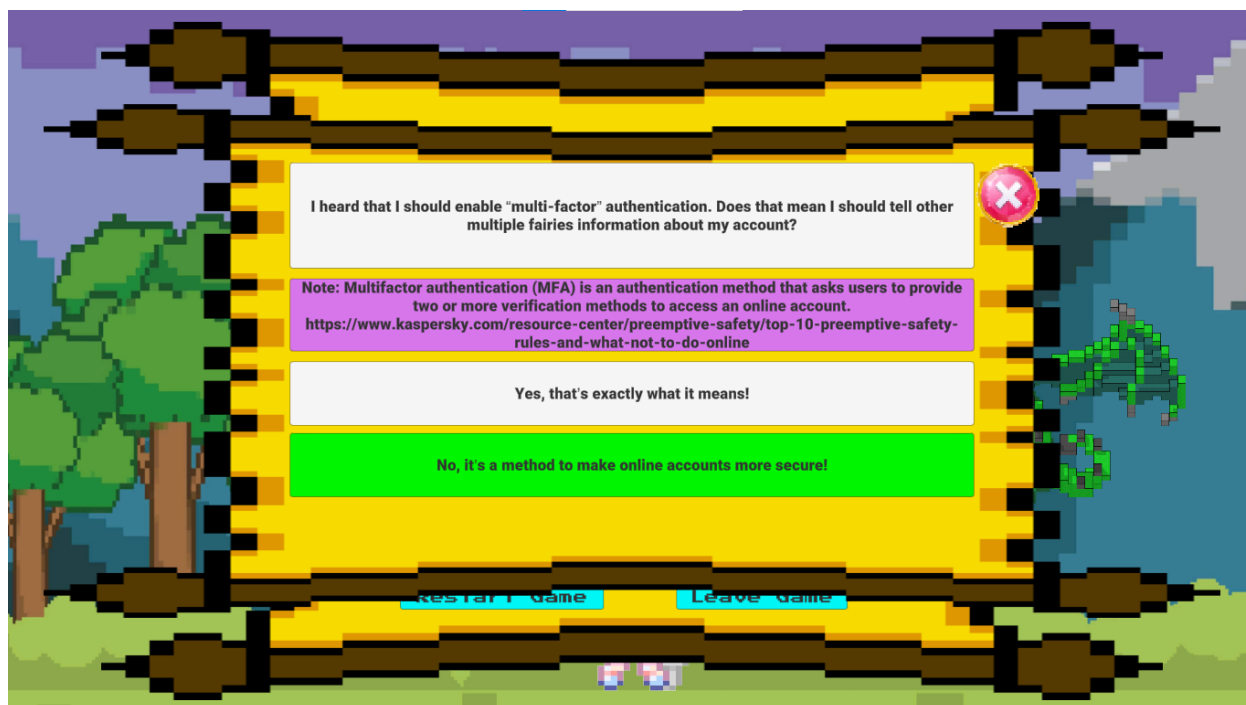 I heard that I should enable “multi-factor” authentication. Does that mean I should tell other
multiple fairies information about my account?
Note: Multifactor authentication (MFA) is an authentication method that asks users to provide
two or more verification methods to access an online account.
https://www.kaspersky.com/resource-center/preemptive-safety/top-10-preemptive-safety-
rules-and-what-not-to-do-online
Yes, that's exactly what it means!
No, it's a method to make online accounts more secure!
Restart Game
Leave Game